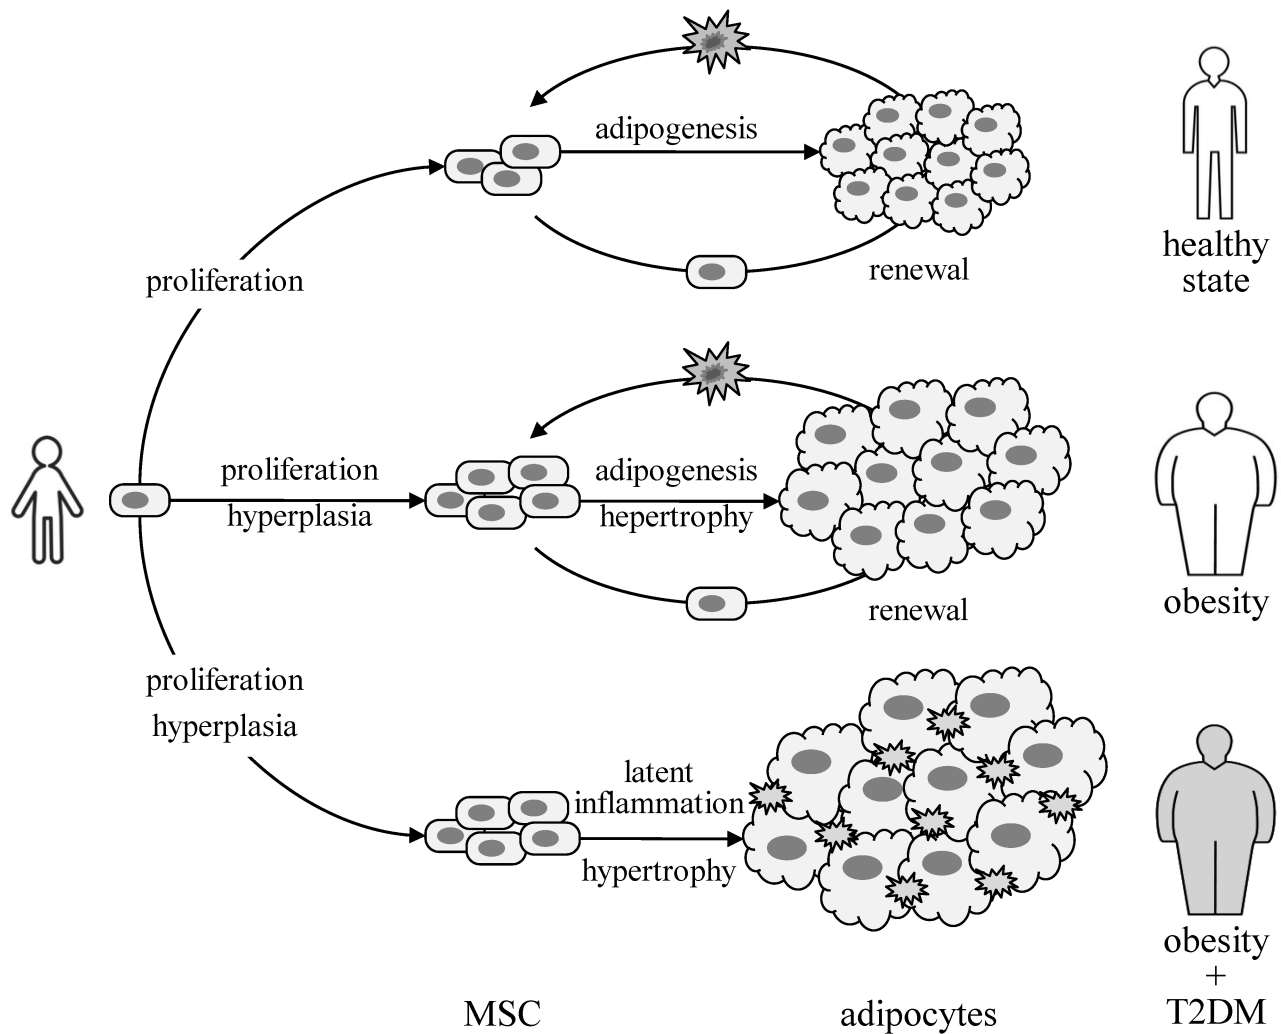 adipogenesis
proliferation
renewal
healthy
state
proliferation
hyperplasia
adipogenesis
hepertrophy
renewal
obesity
proliferation
hyperplasia
latent
inflammation
hypertrophy
obesity
+
T2DM
MSC
adipocytes